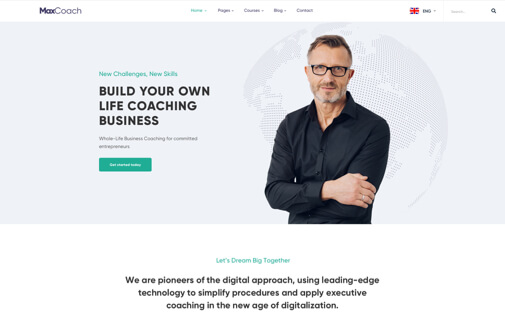 MaxCoach
Home Pages Courses Blog Contact
ENG
Search...
New Challenges, New Skills
BUILD YOUR OWN
LIFE COACHING
BUSINESS
Whole-Life Business Coaching for committed
entrepreneurs
Get started today
Let's Dream Big Together
We are pioneers of the digital approach, using leading-edge
technology to simplify procedures and apply executive
coaching in the new age of digitalization.